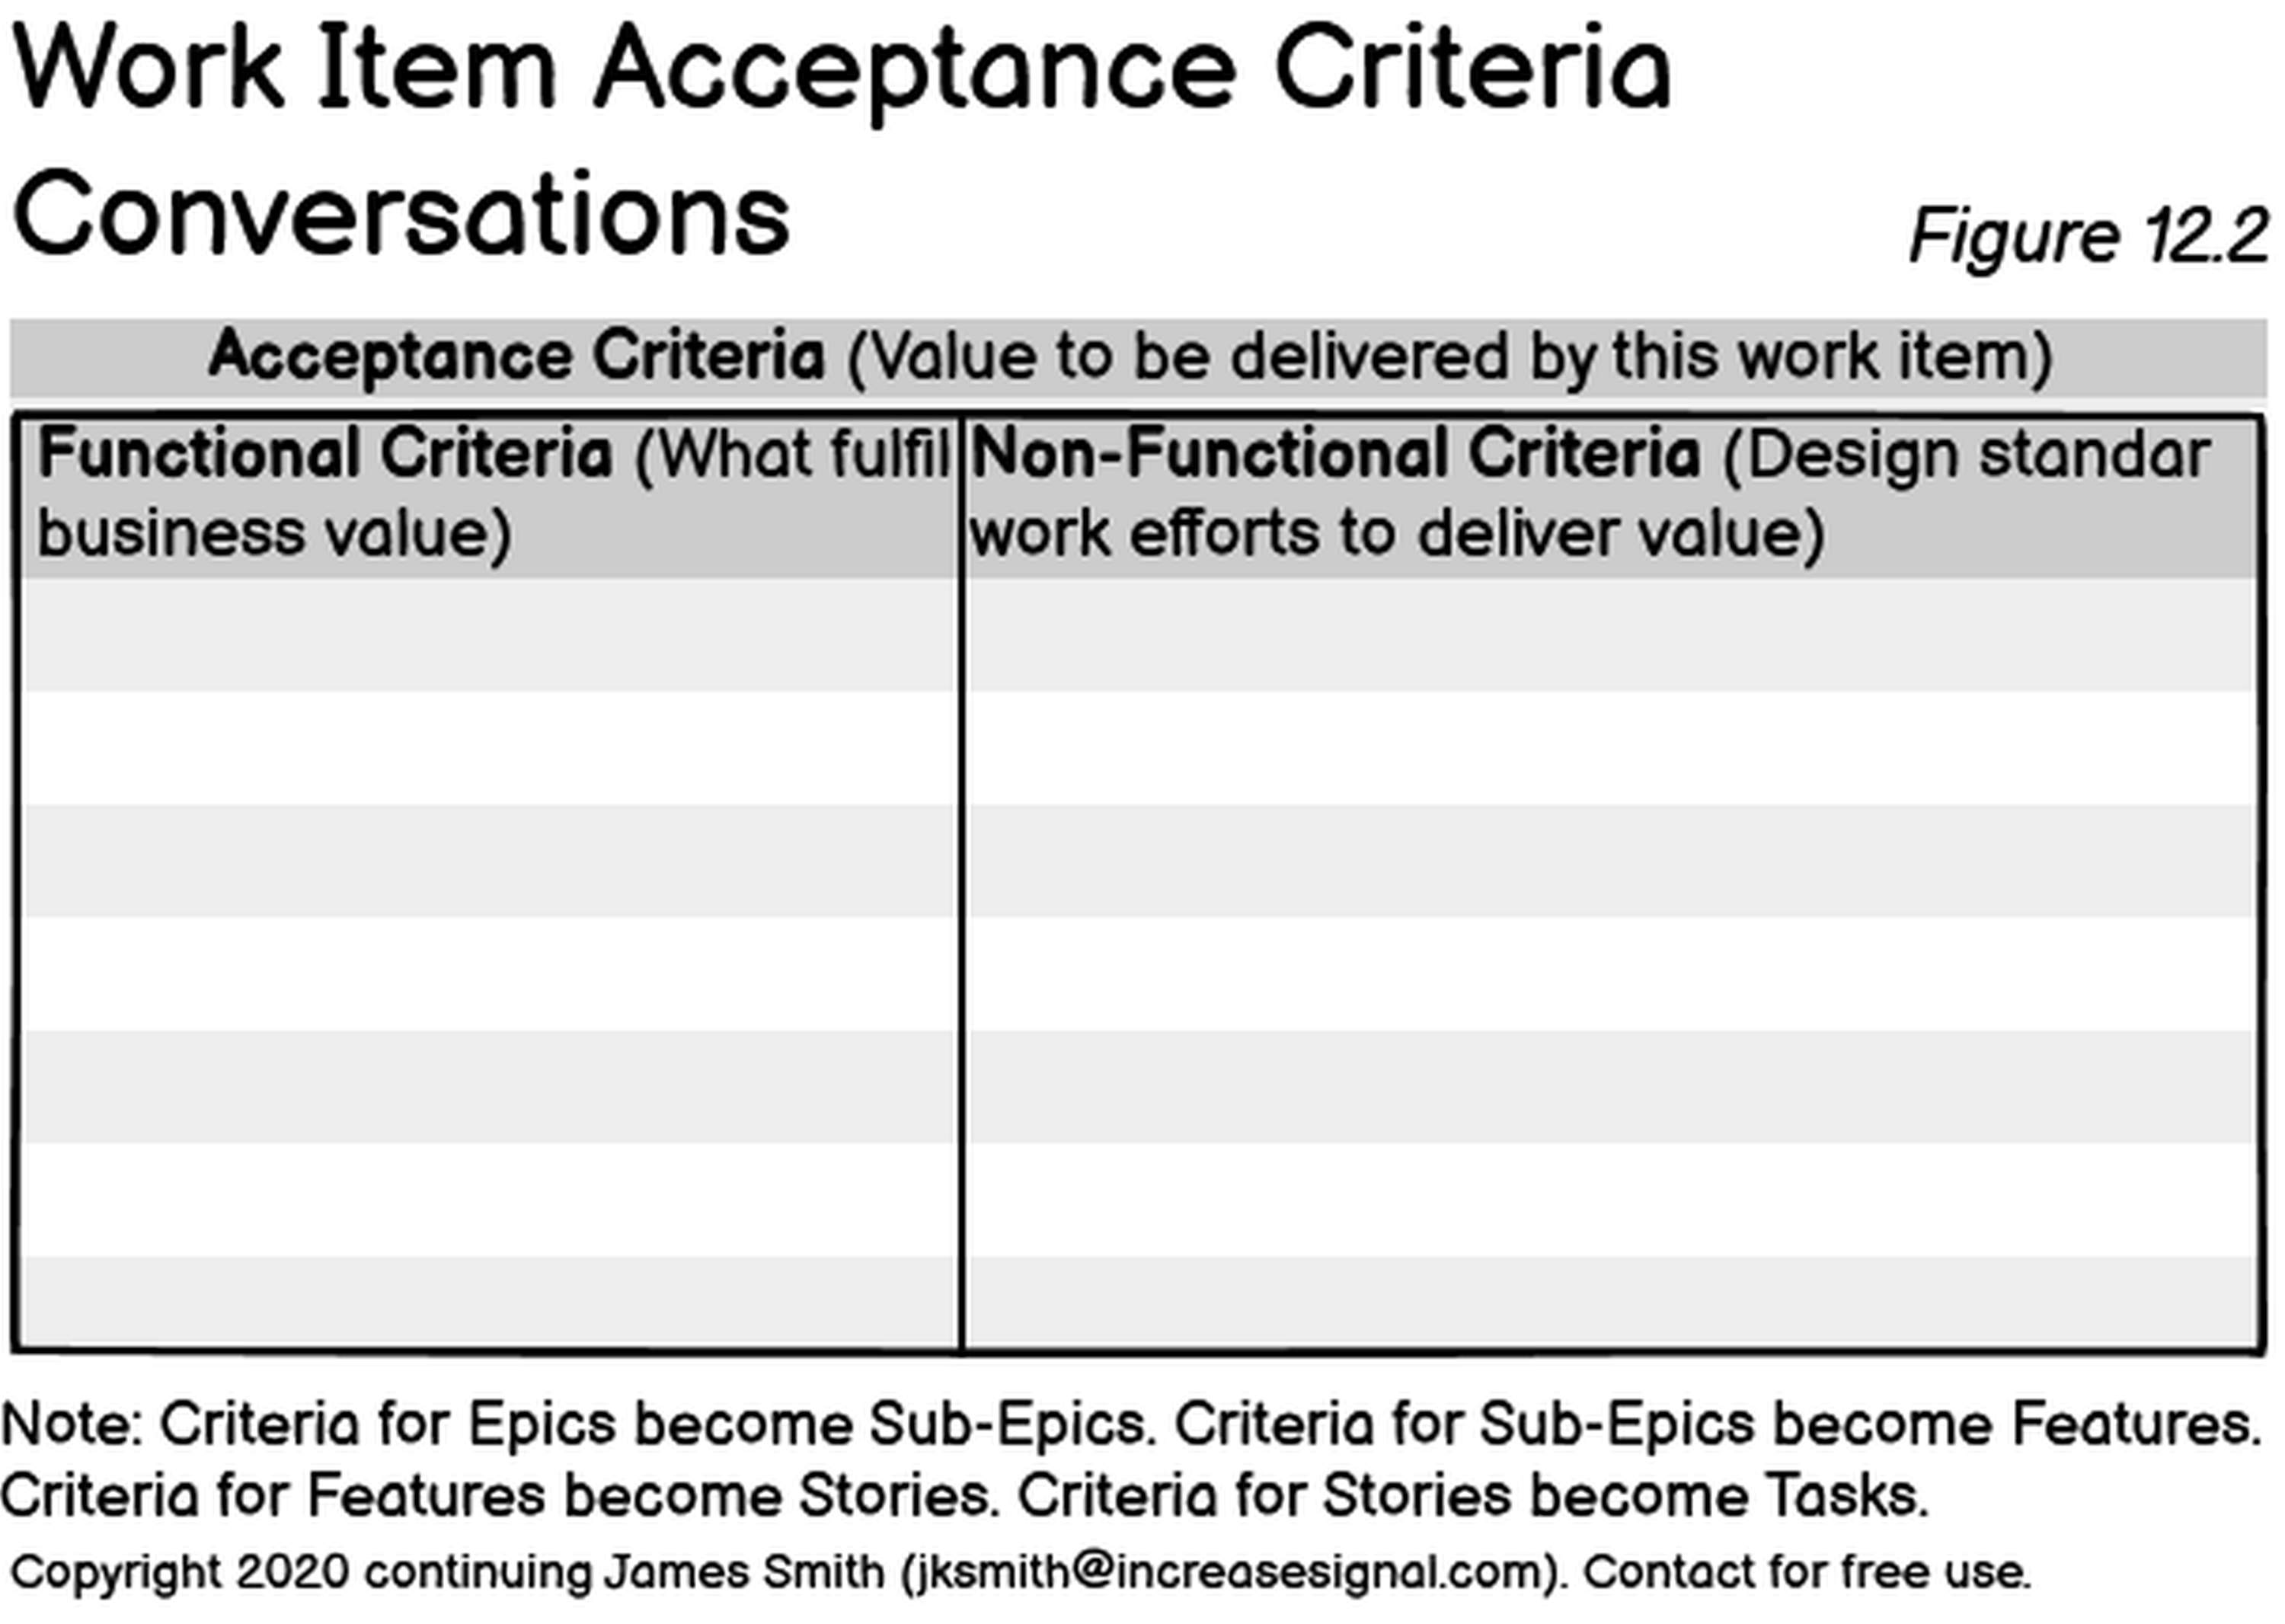 Work Item Acceptance Criteria
Conversations
Figure 12.2
Acceptance Criteria (Value to be delivered by this work item)
Functional Criteria (What fulfil
business value)
Non-Functional Criteria (Design standar
work efforts to deliver value)
Note: Criteria for Epics become Sub-Epics. Criteria for Sub-Epics become Features.
Criteria for Features become Stories. Criteria for Stories become Tasks.
Copyright 2020 continuing James Smith (jksmith@increasesignal.com). Contact for free use.